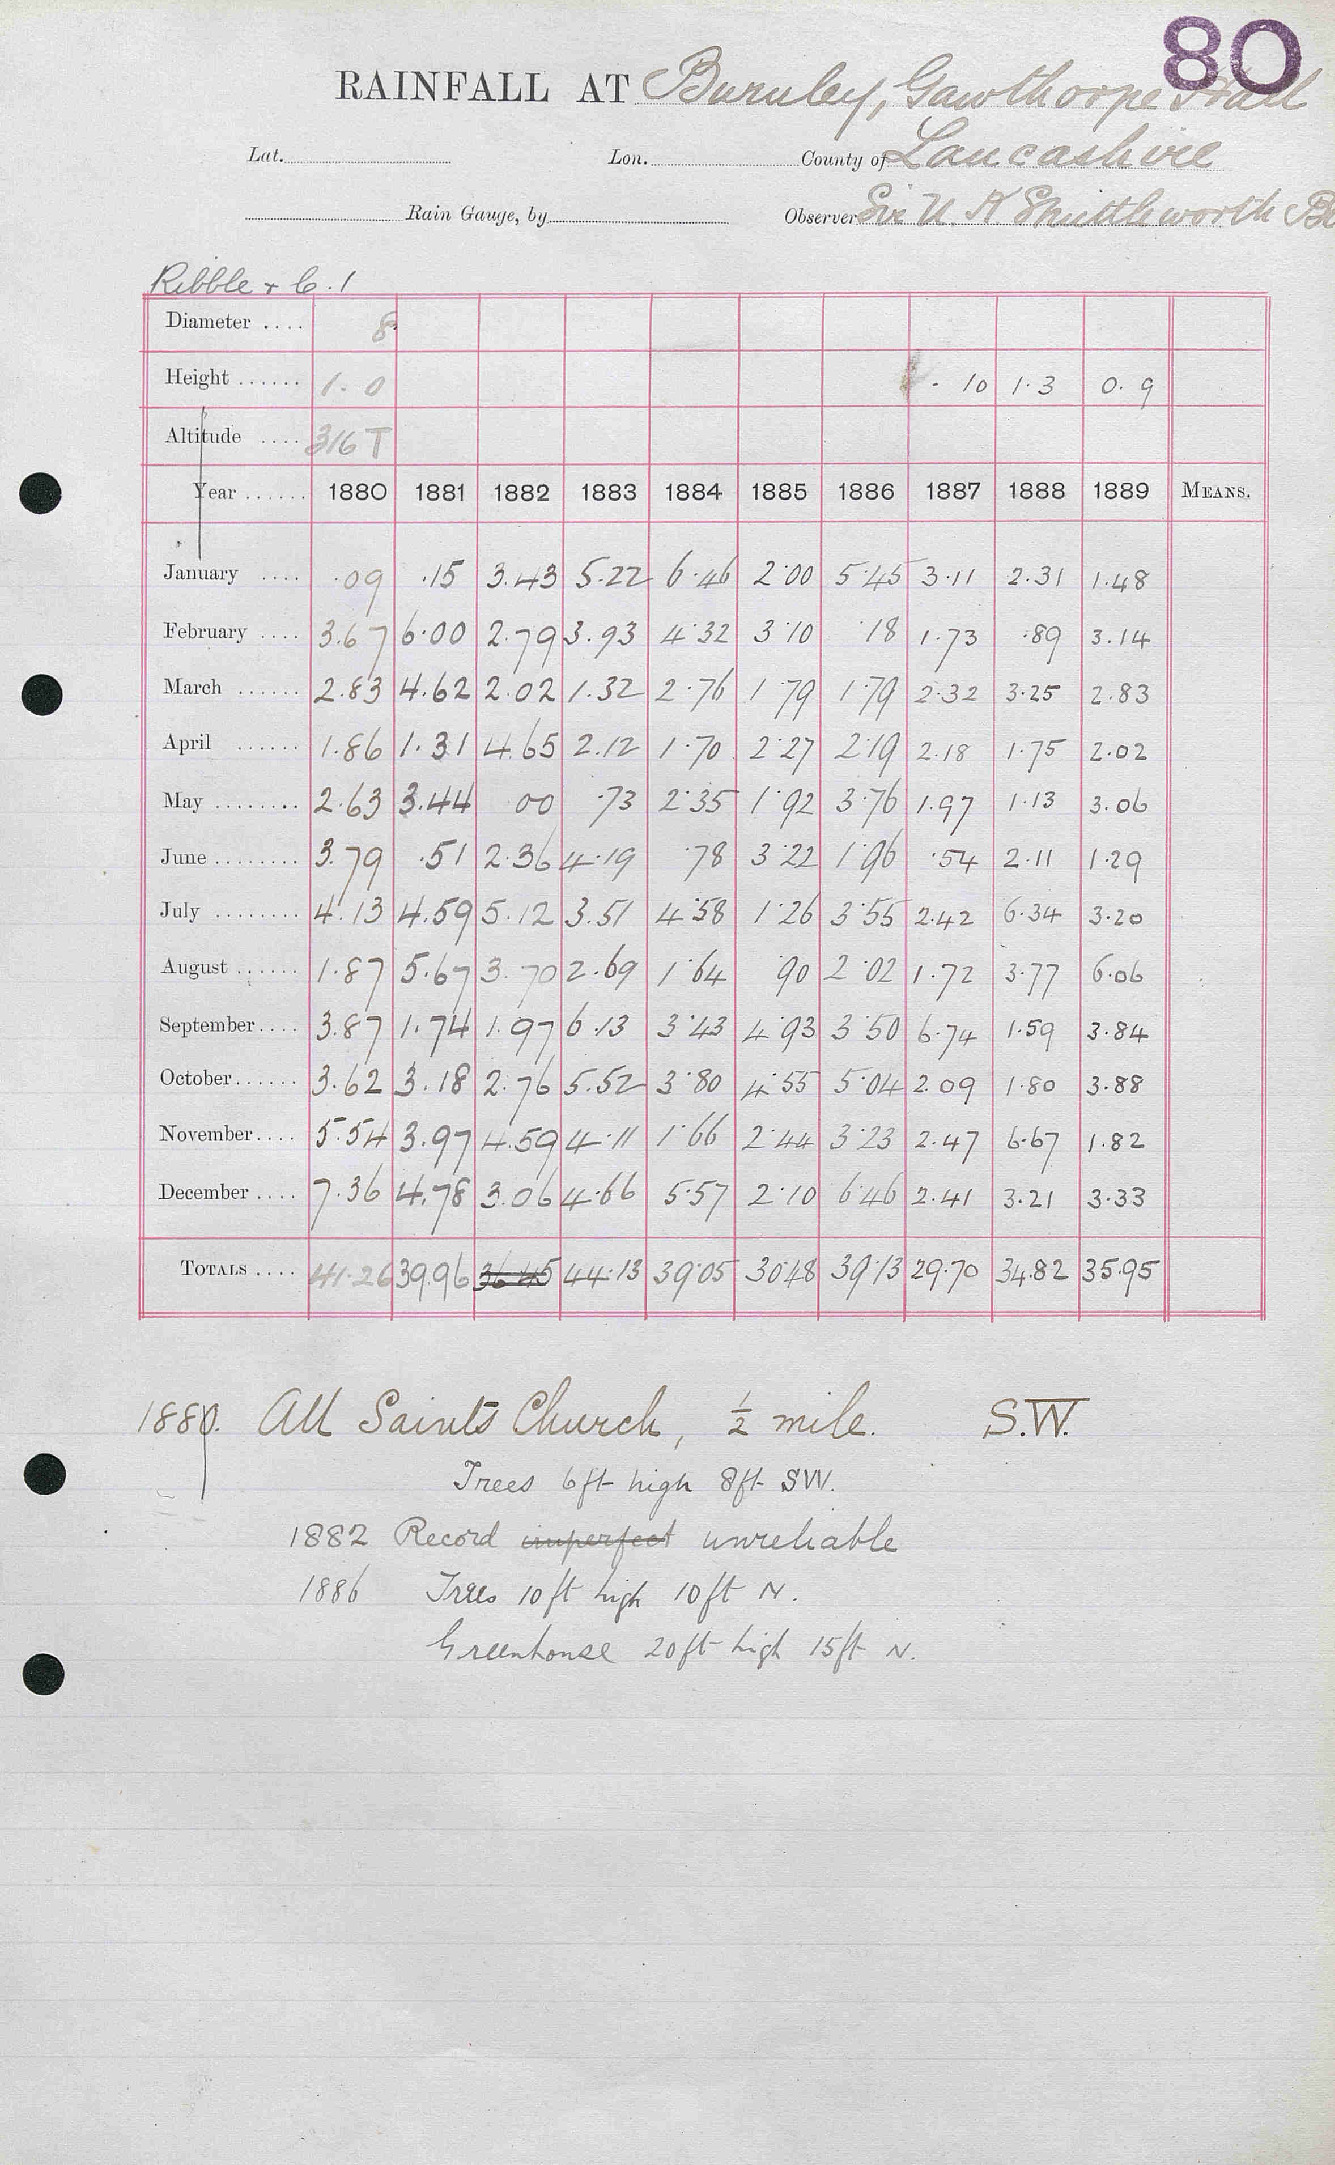 80
RAINFALL AT Burnley, Gawthorpe Hall
Lat. Lon. County of Lancashire
Rain Gauge, by Observer Sir U. K Shuttleworth
Ribble + C. 1
Diameter .... 8
Height ...... 1.0 . 10 1.3 0.9
Altitude .... 316 T
Year ...... 1880 1881 1882 1883 1884 1885 1886 1887 1888 1889 MEANS.
January .... .09 .15 3.43 5.22 6.46 2.00 5.45 3.11 2.31 1.48
February .... 3.67 6.00 2.79 3.93 4.32 3.10 .18 1.73 .89 3.14
March ...... 2.83 4.62 2.02 1.32 2.76 1.79 1.79 2.32 3.25 2.83
April ...... 1.86 1.31 4.65 2.12 1.70 2.27 2.19 2.18 1.75 2.02
May ........ 2.63 3.44 00 .73 2.35 1.92 3.76 1.97 1.13 3.06
June ........ 3.79 .51 2.36 4.19 .78 3.22 1.96 .54 2.11 1.29
July ........ 4.13 4.59 5.12 3.51 4.58 1.26 3.55 2.42 6.34 3.20
August ...... 1.87 5.67 3.70 2.69 1.64 .90 2.02 1.72 3.77 6.06
September .... 3.87 1.74 1.97 6.13 3.43 4.93 3.50 6.74 1.59 3.84
October ...... 3.62 3.18 2.76 5.52 3.80 4.55 5.04 2.09 1.80 3.88
November .... 5.54 3.97 4.59 4.11 1.66 2.44 3.23 2.47 6.67 1.82
December .... 7.36 4.78 3.06 4.66 5.57 2.10 6.46 2.41 3.21 3.33
TOTALS .... 41.26 39.96 36.45 44.13 39.05 30.48 39.13 29.70 34.82 35.95
1880. All Saints Church, ½ mile. S.W.
Trees 6ft high 8ft SW.
1882 Record imperfect unreliable
1886 Trees 10ft high 10ft N.
Greenhouse 20ft high 15ft N.